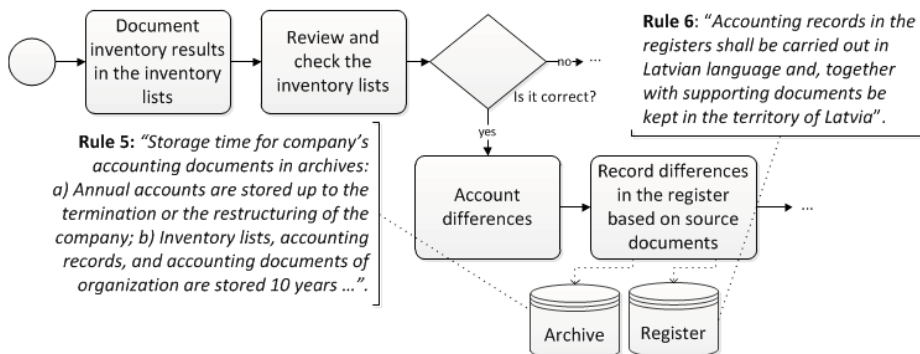 Document
inventory results
in the inventory
lists
Review and
check the
inventory lists
no
...
Is it correct?
yes
Rule 6: “Accounting records in the
registers shall be carried out in
Latvian language and, together
with supporting documents be
kept in the territory of Latvia”.
Rule 5: “Storage time for company’s
accounting documents in archives:
a) Annual accounts are stored up to the
termination or the restructuring of the
company; b) Inventory lists, accounting
records, and accounting documents of
organization are stored 10 years ...”.
Account
differences
Record differences
in the register
based on source
documents
...
Archive
Register